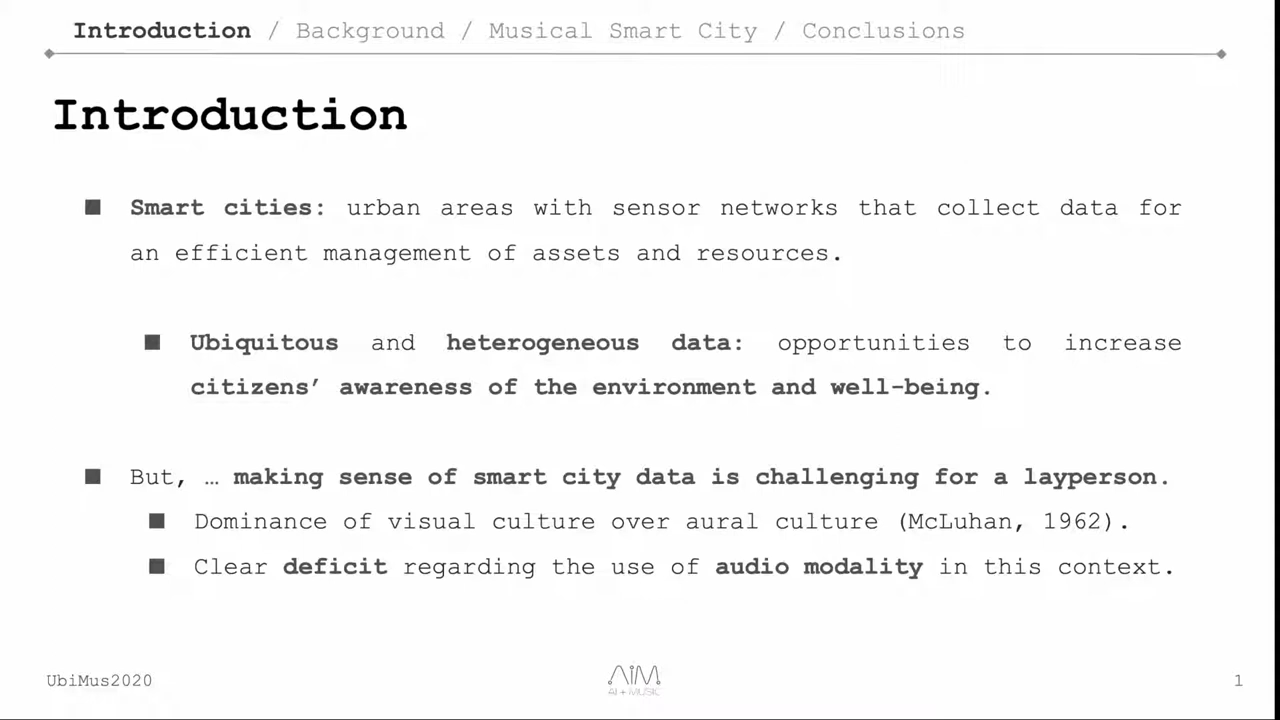 Introduction / Background / Musical Smart City / Conclusions
Introduction
■ Smart cities: urban areas with sensor networks that collect data for
an efficient management of assets and resources.
■ Ubiquitous and heterogeneous data: opportunities to increase
citizens’ awareness of the environment and well-being.
■ But, … making sense of smart city data is challenging for a layperson.
■ Dominance of visual culture over aural culture (McLuhan, 1962).
■ Clear deficit regarding the use of audio modality in this context.
UbiMus2020
AIM
AI + MUSIC
1